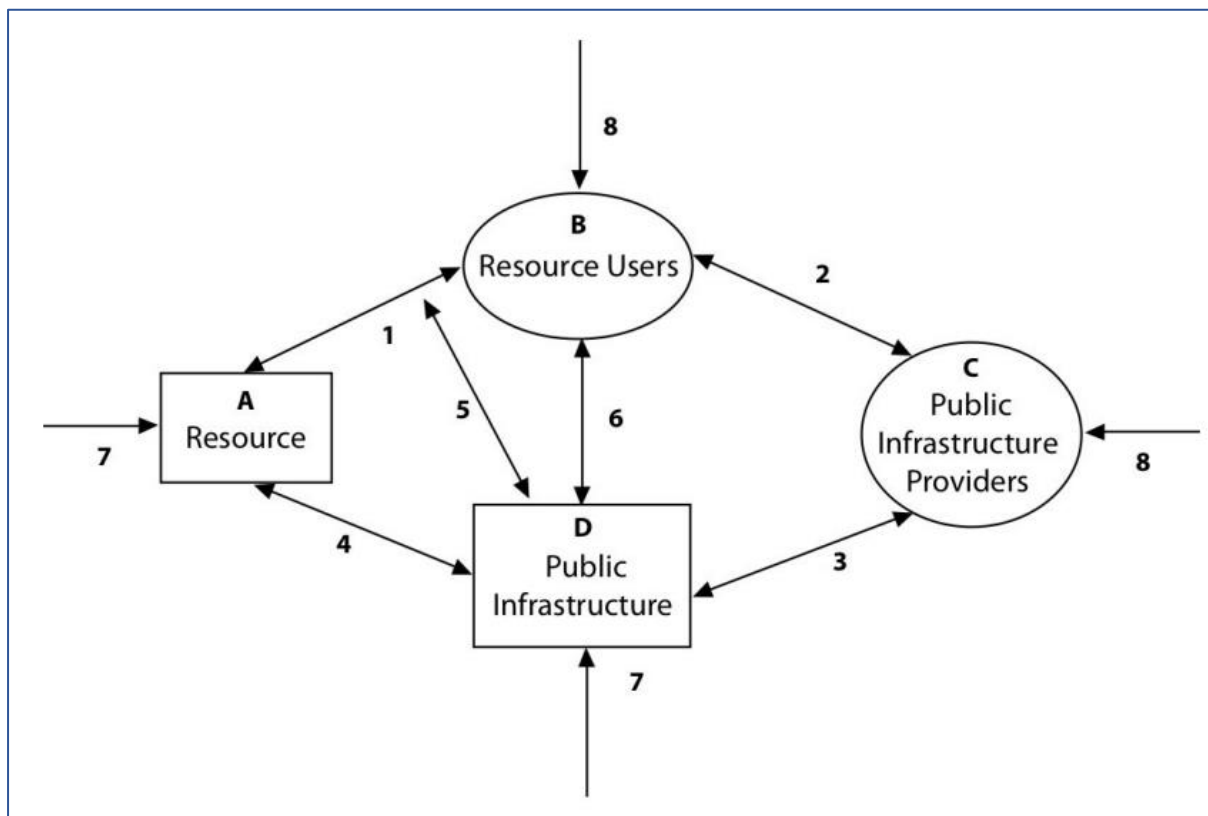 8
B
Resource Users
2
1
A
Resource
7
5
6
C
Public
Infrastructure
Providers
8
4
D
Public
Infrastructure
3
7